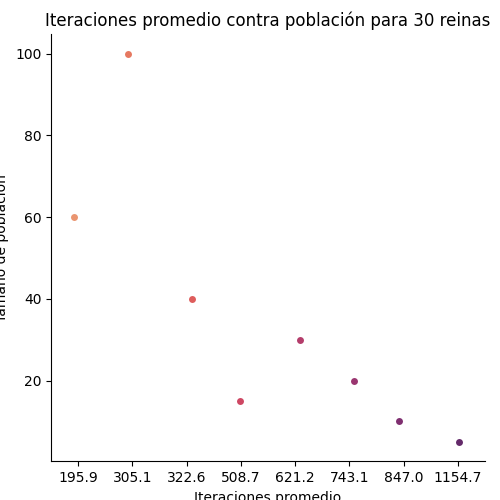 Iteraciones promedio contra población para 30 reinas
100
80
60
40
20
Tamaño de población
195.9 305.1 322.6 508.7 621.2 743.1 847.0 1154.7
Iteraciones promedio